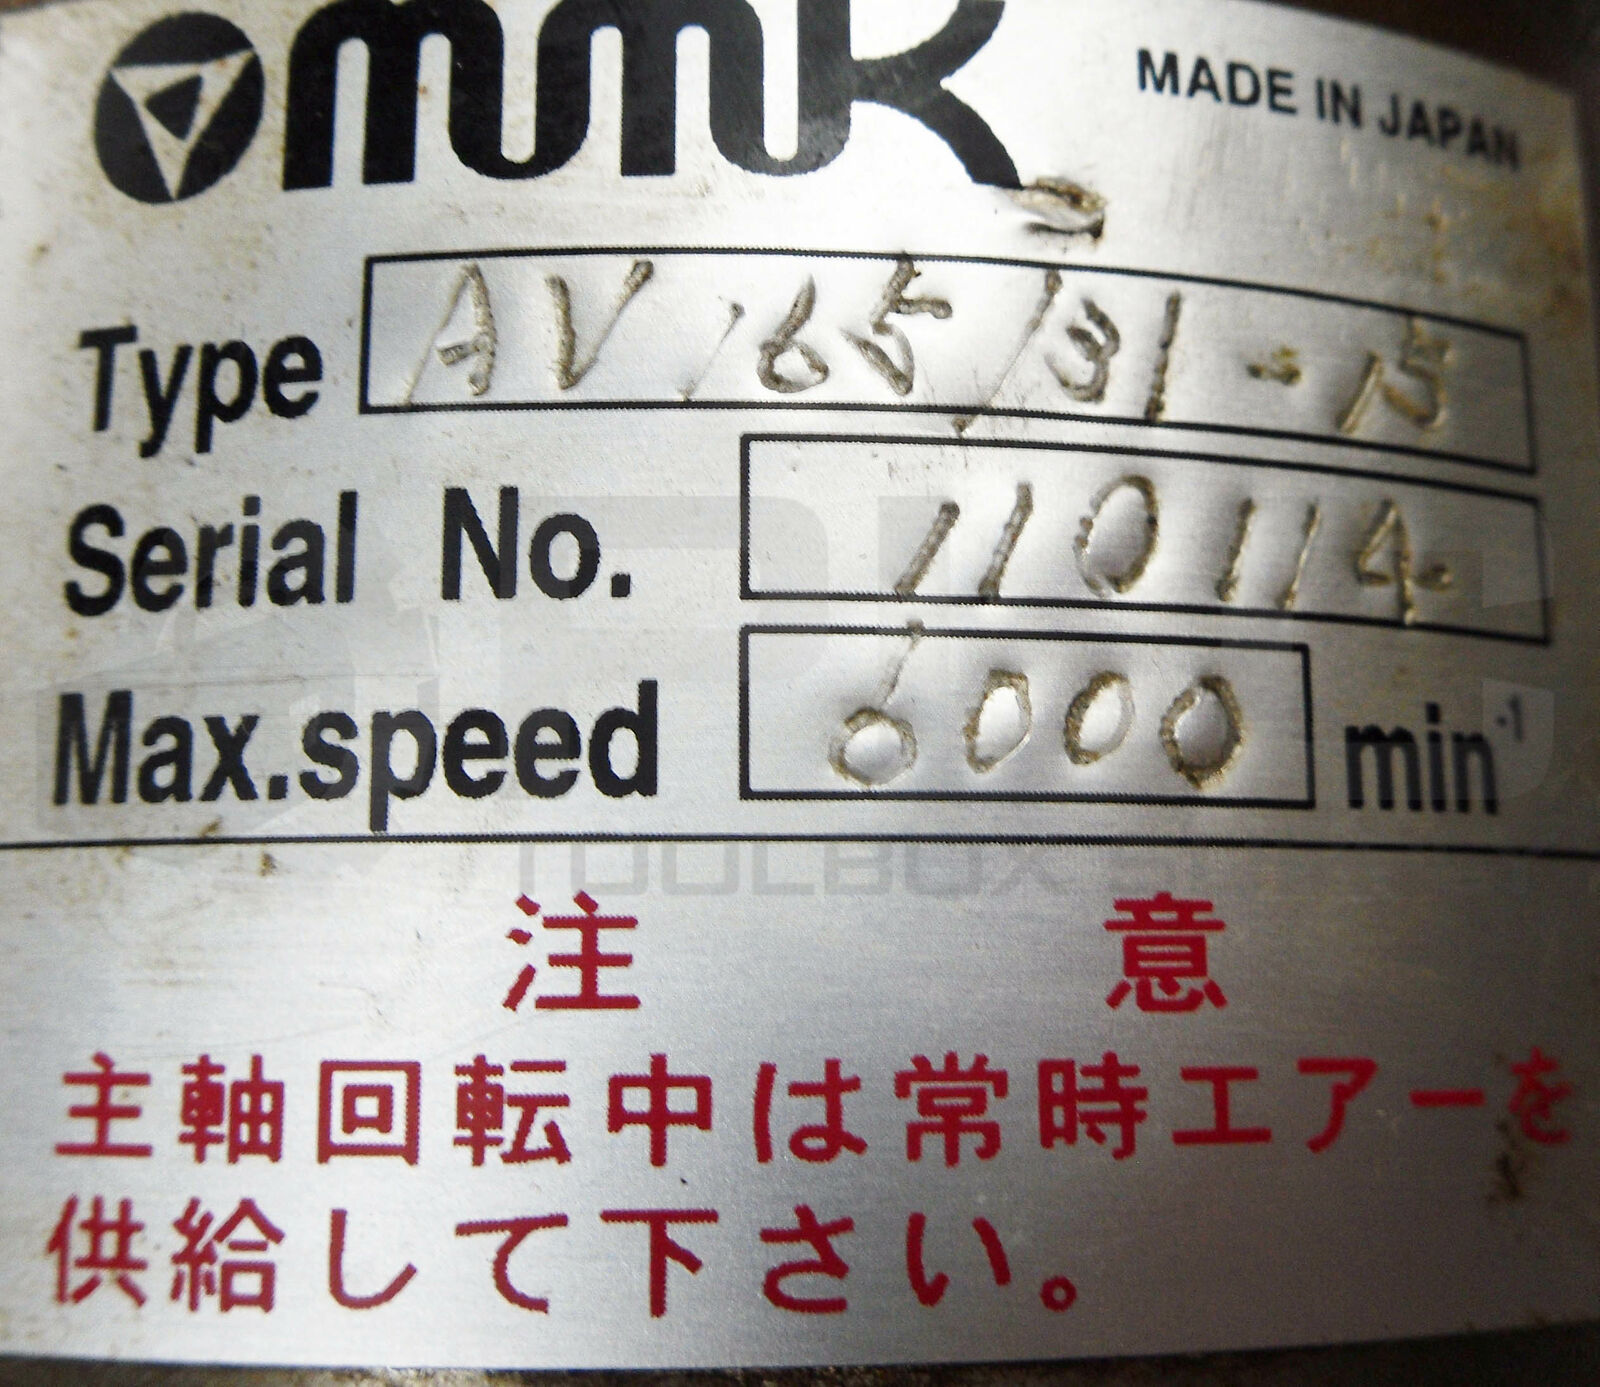 mmk
MADE IN JAPAN
Type AV165/31-15
Serial No. 110114
Max.speed 6000 min-1
注 意
主軸回転中は常時エアーを
供給して下さい。
TOOLBOX